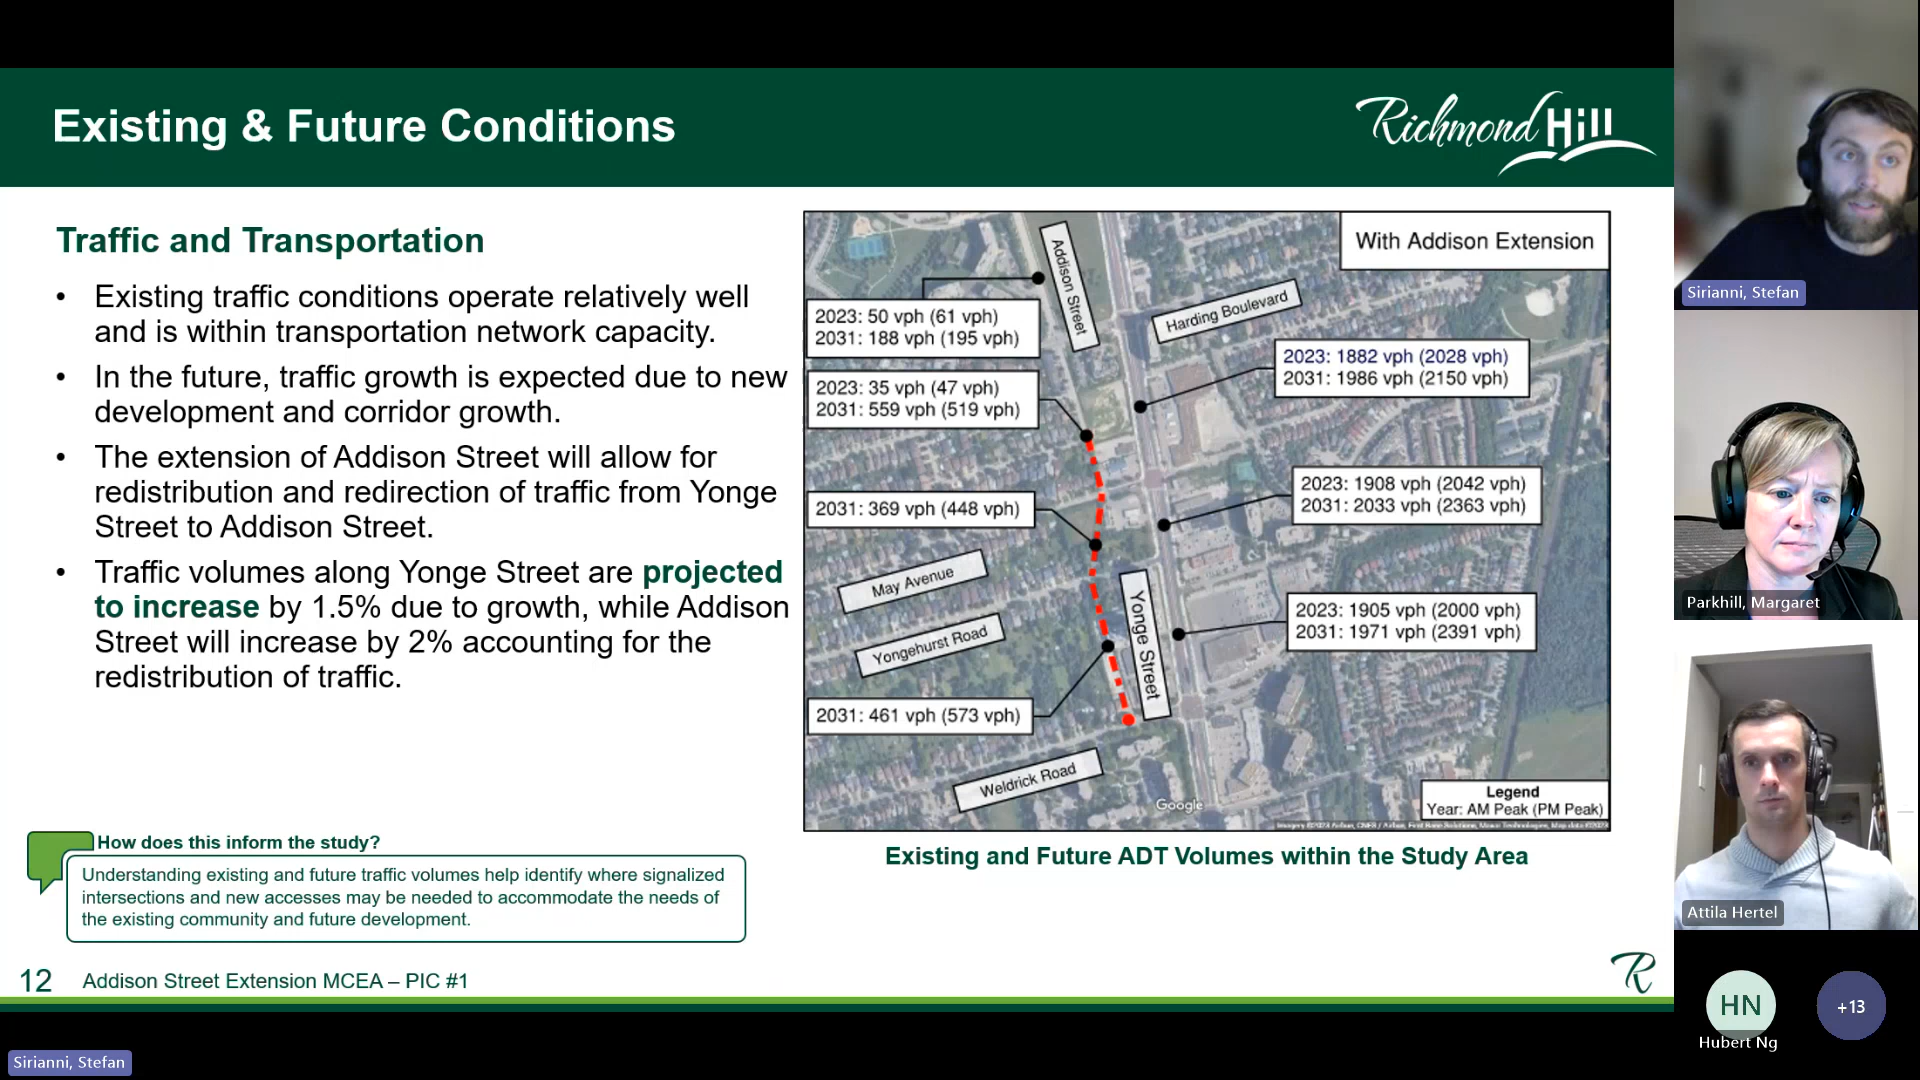 Existing & Future Conditions
Richmond Hill
Traffic and Transportation
• Existing traffic conditions operate relatively well
and is within transportation network capacity.
• In the future, traffic growth is expected due to new
development and corridor growth.
• The extension of Addison Street will allow for
redistribution and redirection of traffic from Yonge
Street to Addison Street.
• Traffic volumes along Yonge Street are projected
to increase by 1.5% due to growth, while Addison
Street will increase by 2% accounting for the
redistribution of traffic.
How does this inform the study?
Understanding existing and future traffic volumes help identify where signalized
intersections and new accesses may be needed to accommodate the needs of
the existing community and future development.
With Addison Extension
Addison Street
Harding Boulevard
2023: 50 vph (61 vph)
2031: 188 vph (195 vph)
2023: 1882 vph (2028 vph)
2031: 1986 vph (2150 vph)
2023: 35 vph (47 vph)
2031: 559 vph (519 vph)
2023: 1908 vph (2042 vph)
2031: 2033 vph (2363 vph)
2031: 369 vph (448 vph)
May Avenue
Yongehurst Road
Yonge Street
2023: 1905 vph (2000 vph)
2031: 1971 vph (2391 vph)
2031: 461 vph (573 vph)
Weldrick Road
Google
Legend
Year: AM Peak (PM Peak)
Existing and Future ADT Volumes within the Study Area
12 Addison Street Extension MCEA – PIC #1
R
Sirianni, Stefan
Sirianni, Stefan
Parkhill, Margaret
Attila Hertel
HN
Hubert Ng
+13